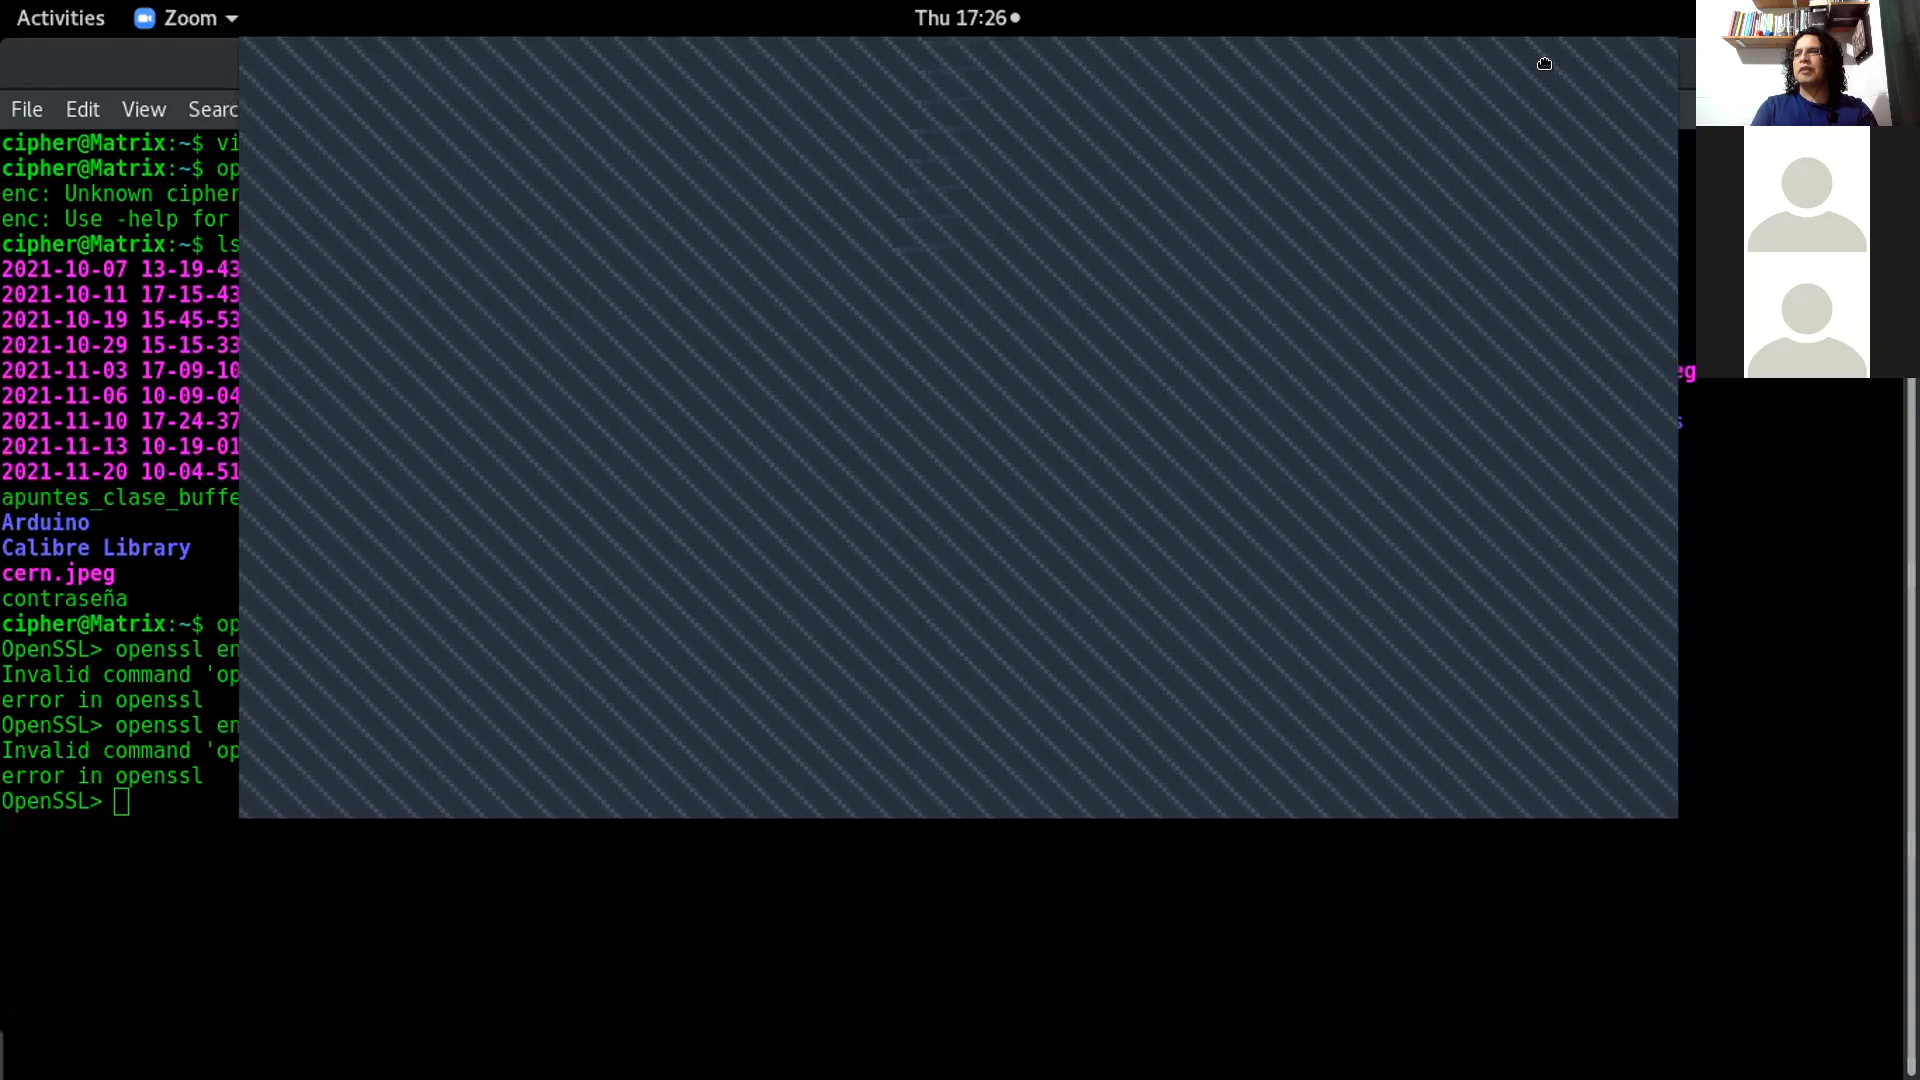 Activities Zoom Thu 17:26
File Edit View Searc
cipher@Matrix:~$ vi
cipher@Matrix:~$ op
enc: Unknown cipher
enc: Use -help for
cipher@Matrix:~$ ls
2021-10-07 13-19-43
2021-10-11 17-15-43
2021-10-19 15-45-53
2021-10-29 15-15-33
2021-11-03 17-09-10 eg
2021-11-06 10-09-04
2021-11-10 17-24-37 s
2021-11-13 10-19-01
2021-11-20 10-04-51
apuntes_clase_buffe
Arduino
Calibre Library
cern.jpeg
contraseña
cipher@Matrix:~$ op
OpenSSL> openssl en
Invalid command 'op
error in openssl
OpenSSL> openssl en
Invalid command 'op
error in openssl
OpenSSL>